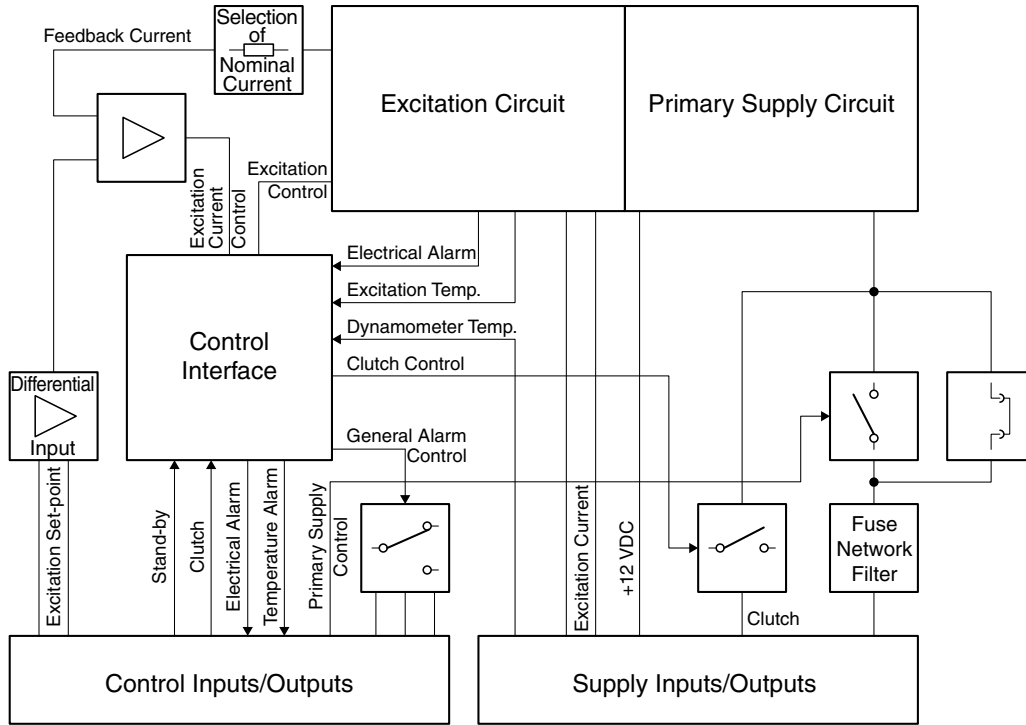 Feedback Current
Selection
of
Nominal
Current
Excitation Circuit
Primary Supply Circuit
Excitation
Control
Excitation
Current
Control
Electrical Alarm
Excitation Temp.
Dynamometer Temp.
Clutch Control
Control
Interface
General Alarm
Control
Differential
Input
Excitation Set-point
Stand-by
Clutch
Electrical Alarm
Temperature Alarm
Primary Supply
Control
Excitation Current
+12 VDC
Clutch
Fuse
Network
Filter
Control Inputs/Outputs
Supply Inputs/Outputs